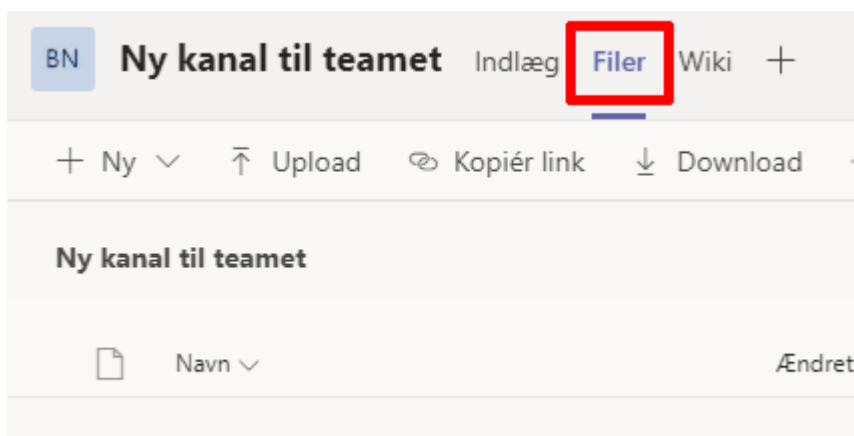 BN Ny kanal til teamet Indlæg Filer Wiki
Ny Upload Kopiér link Download
Ny kanal til teamet
Navn Ændret